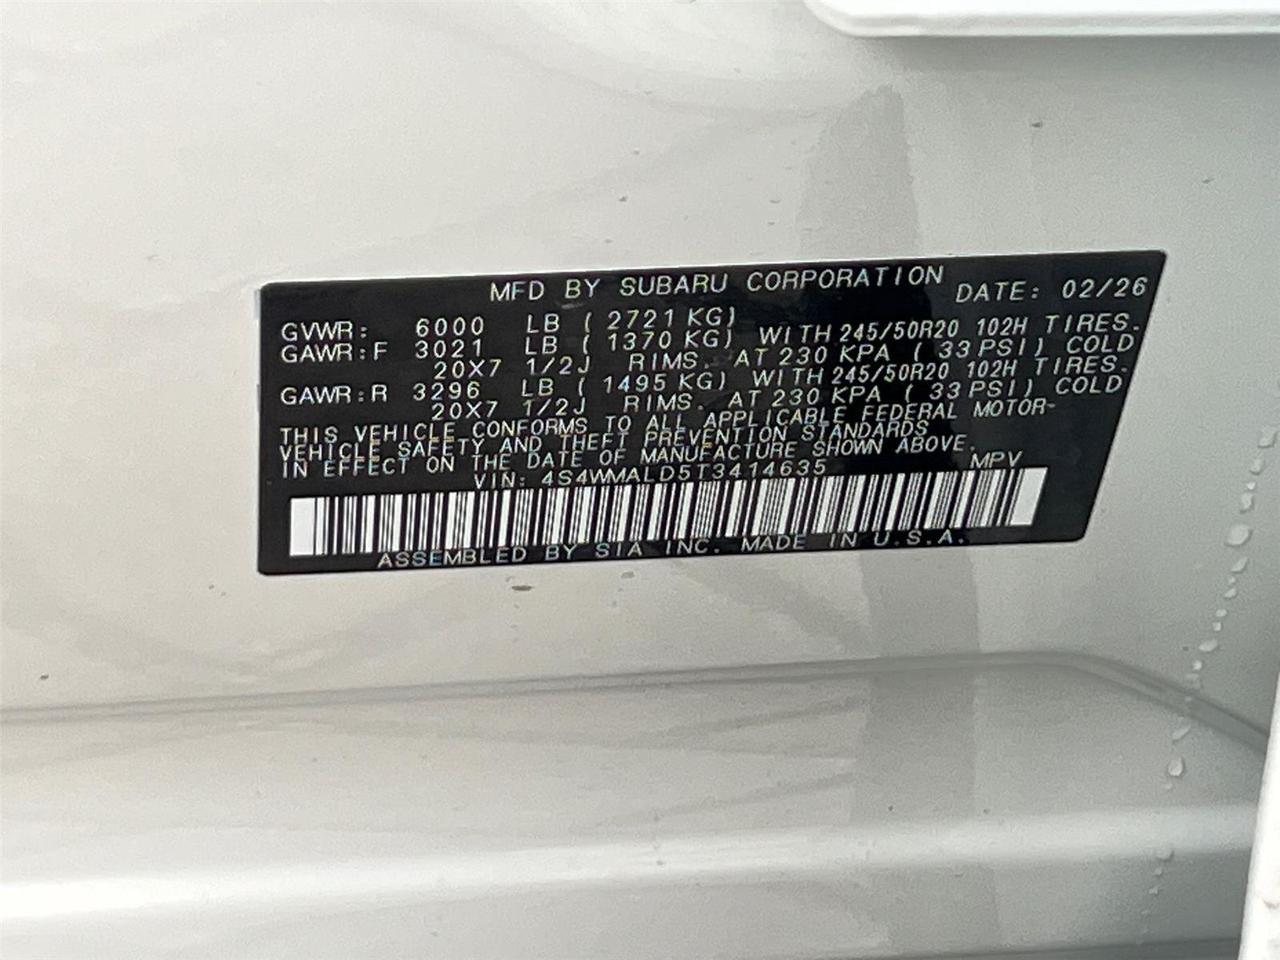 MFD BY SUBARU CORPORATION DATE: 02/26
GVWR: 6000 LB ( 2721 KG)
GAWR:F 3021 LB ( 1370 KG) WITH 245/50R20 102H TIRES.
20X7 1/2J RIMS. AT 230 KPA ( 33 PSI) COLD
GAWR:R 3296 LB ( 1495 KG) WITH 245/50R20 102H TIRES.
20X7 1/2J RIMS. AT 230 KPA ( 33 PSI) COLD
THIS VEHICLE CONFORMS TO ALL APPLICABLE FEDERAL MOTOR-
VEHICLE SAFETY AND THEFT PREVENTION STANDARDS
IN EFFECT ON THE DATE OF MANUFACTURE SHOWN ABOVE.
VIN: 4S4WMALD5T3414635 MPV
ASSEMBLED BY SIA INC. MADE IN U.S.A.